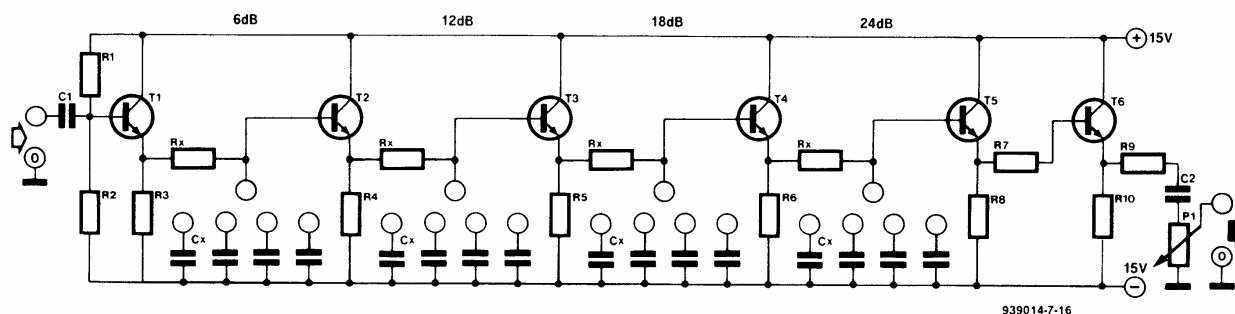 6dB 12dB 18dB 24dB
+ 15V
R1
C1 T1 T2 T3 T4 T5 T6
Rx Rx Rx Rx R7 R9
0
C2
R2 R3 R4 R5 R6 R8 R10
P1
Cx Cx Cx Cx
0
15V
−
939014-7-16